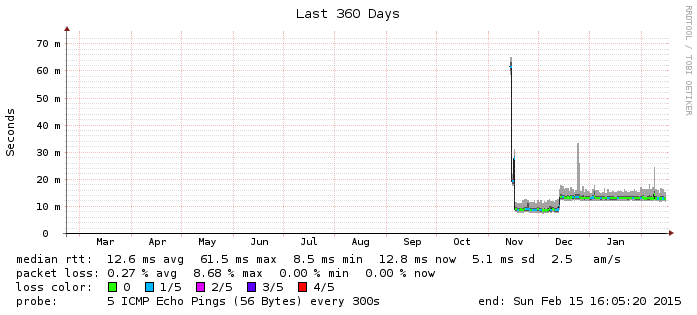 Last 360 Days
RRDTOOL / TOBI OETIKER
Seconds
70 m
60 m
50 m
40 m
30 m
20 m
10 m
0
Mar Apr May Jun Jul Aug Sep Oct Nov Dec Jan
median rtt: 12.6 ms avg 61.5 ms max 8.5 ms min 12.8 ms now 5.1 ms sd 2.5 am/s
packet loss: 0.27 % avg 8.68 % max 0.00 % min 0.00 % now
loss color: 0 1/5 2/5 3/5 4/5
probe: 5 ICMP Echo Pings (56 Bytes) every 300s end: Sun Feb 15 16:05:20 2015